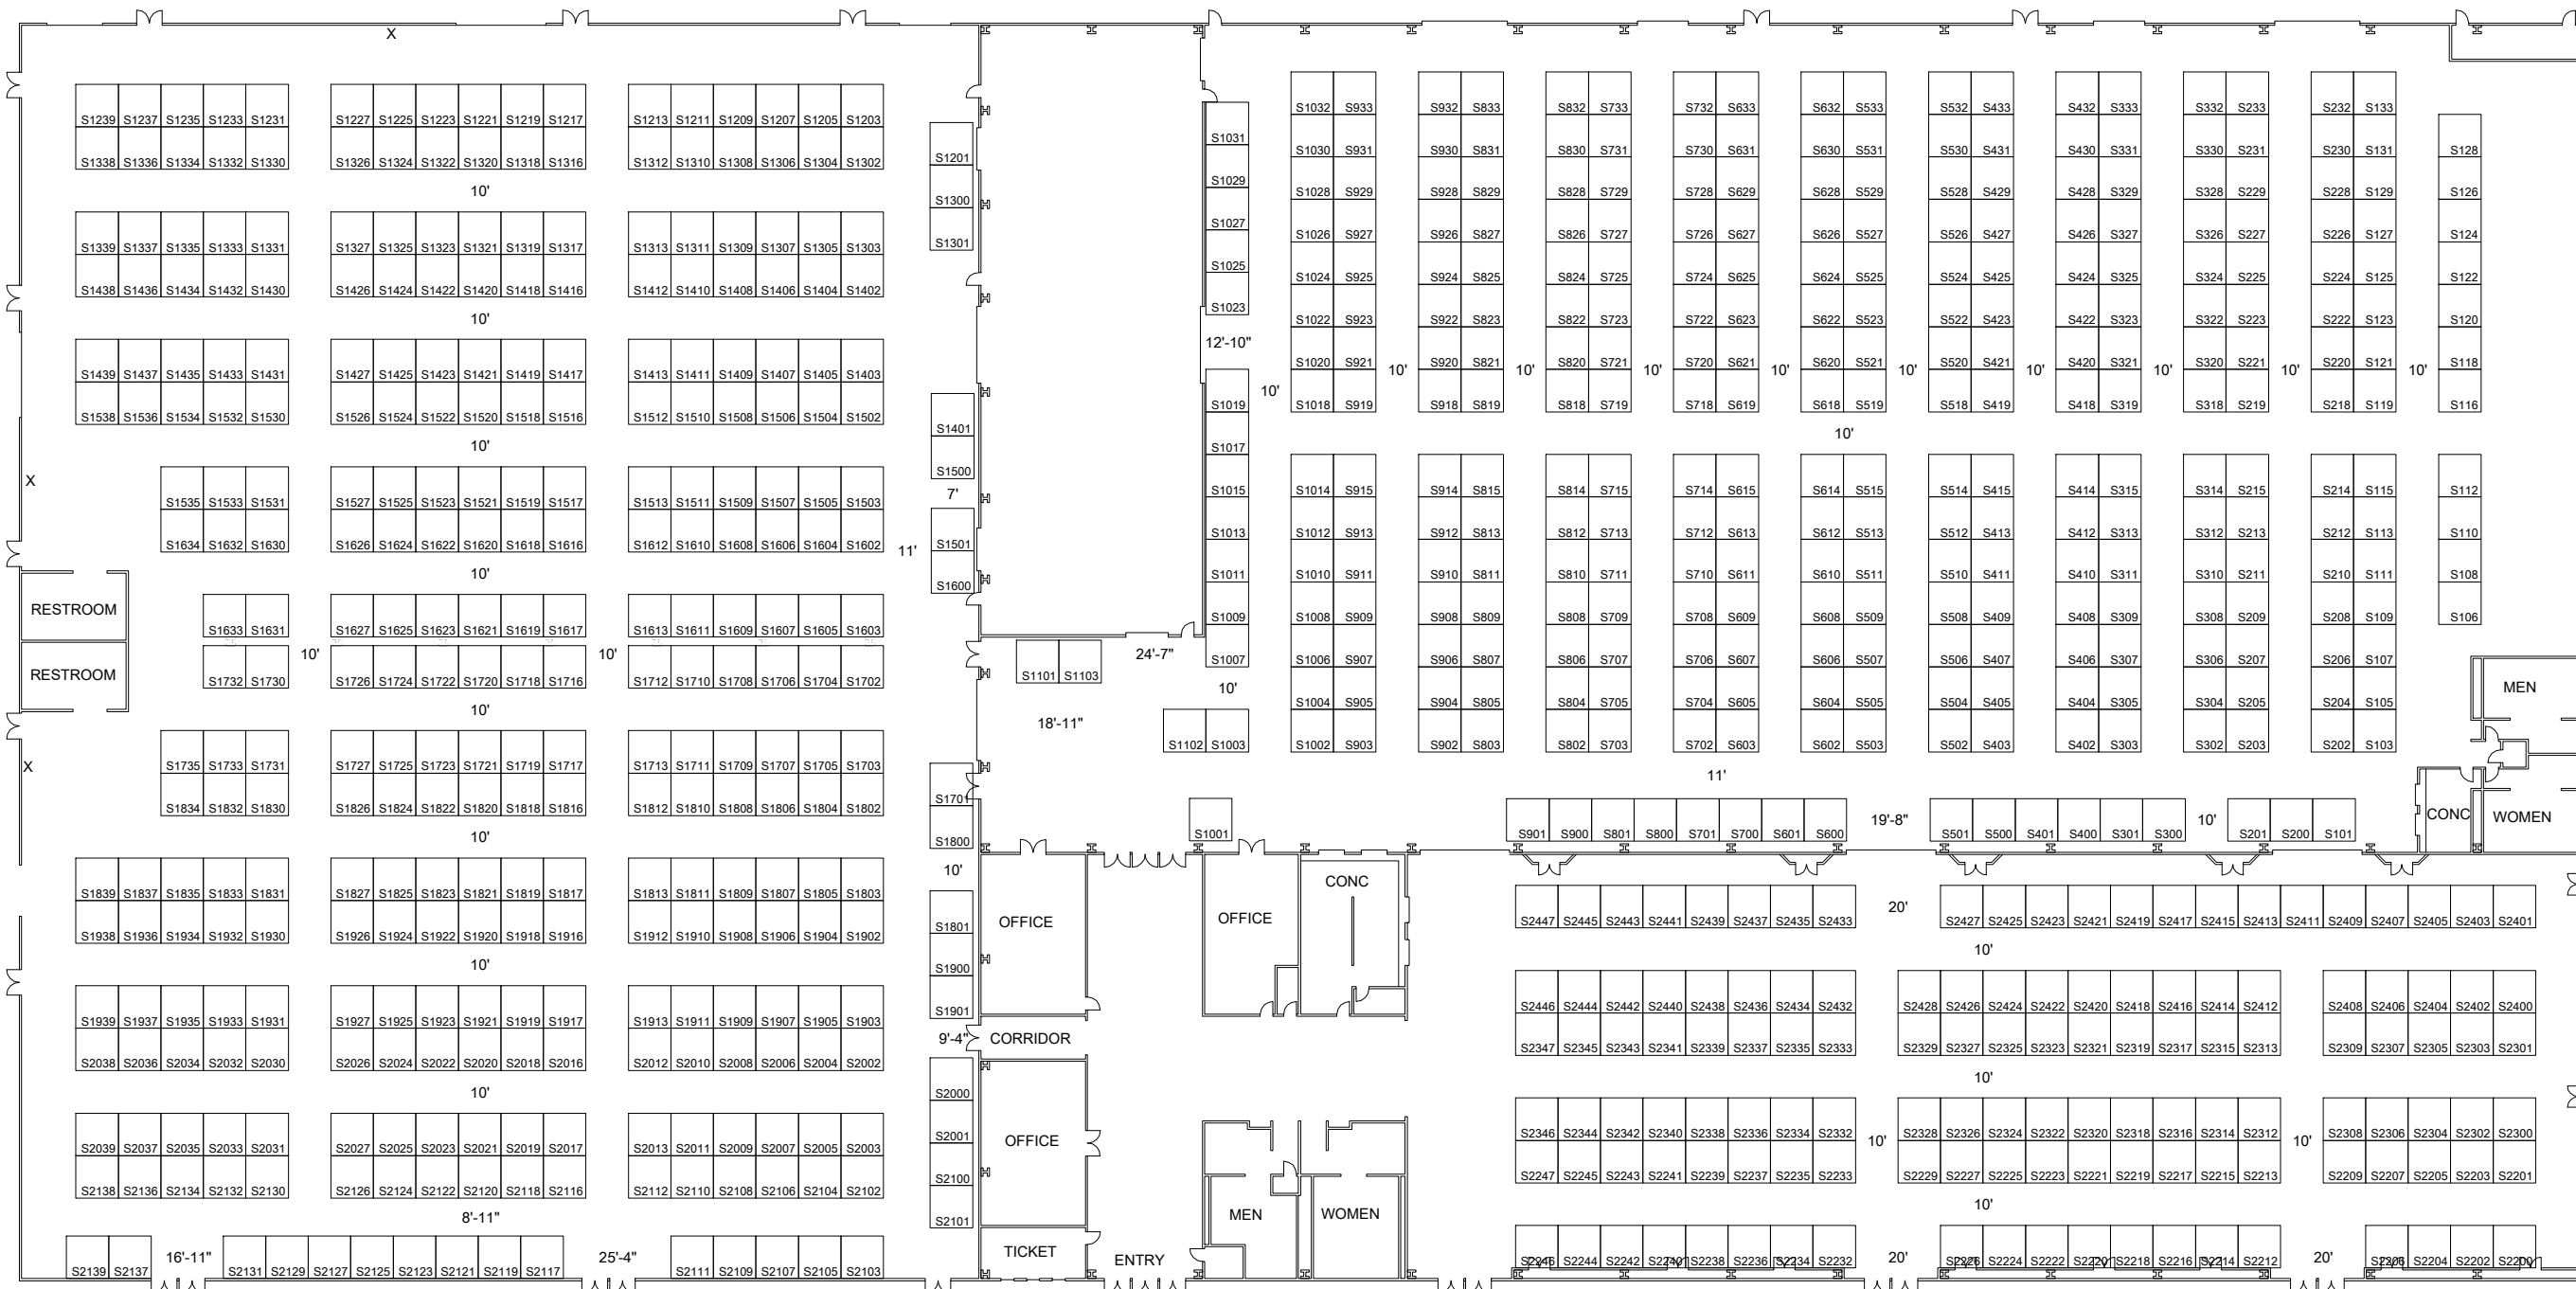 X
S1239 S1237 S1235 S1233 S1231 S1227 S1225 S1223 S1221 S1219 S1217 S1213 S1211 S1209 S1207 S1205 S1203
S1338 S1336 S1334 S1332 S1330 S1326 S1324 S1322 S1320 S1318 S1316 S1312 S1310 S1308 S1306 S1304 S1302
10'
S1339 S1337 S1335 S1333 S1331 S1327 S1325 S1323 S1321 S1319 S1317 S1313 S1311 S1309 S1307 S1305 S1303
S1438 S1436 S1434 S1432 S1430 S1426 S1424 S1422 S1420 S1418 S1416 S1412 S1410 S1408 S1406 S1404 S1402
10'
S1439 S1437 S1435 S1433 S1431 S1427 S1425 S1423 S1421 S1419 S1417 S1413 S1411 S1409 S1407 S1405 S1403
S1538 S1536 S1534 S1532 S1530 S1526 S1524 S1522 S1520 S1518 S1516 S1512 S1510 S1508 S1506 S1504 S1502
10'
X
S1535 S1533 S1531 S1527 S1525 S1523 S1521 S1519 S1517 S1513 S1511 S1509 S1507 S1505 S1503
S1634 S1632 S1630 S1626 S1624 S1622 S1620 S1618 S1616 S1612 S1610 S1608 S1606 S1604 S1602
11'
10'
RESTROOM
S1633 S1631 S1627 S1625 S1623 S1621 S1619 S1617 S1613 S1611 S1609 S1607 S1605 S1603
10' 10'
RESTROOM
S1732 S1730 S1726 S1724 S1722 S1720 S1718 S1716 S1712 S1710 S1708 S1706 S1704 S1702
10'
X
S1735 S1733 S1731 S1727 S1725 S1723 S1721 S1719 S1717 S1713 S1711 S1709 S1707 S1705 S1703
S1834 S1832 S1830 S1826 S1824 S1822 S1820 S1818 S1816 S1812 S1810 S1808 S1806 S1804 S1802
10'
S1839 S1837 S1835 S1833 S1831 S1827 S1825 S1823 S1821 S1819 S1817 S1813 S1811 S1809 S1807 S1805 S1803
S1938 S1936 S1934 S1932 S1930 S1926 S1924 S1922 S1920 S1918 S1916 S1912 S1910 S1908 S1906 S1904 S1902
10'
S1939 S1937 S1935 S1933 S1931 S1927 S1925 S1923 S1921 S1919 S1917 S1913 S1911 S1909 S1907 S1905 S1903
S2038 S2036 S2034 S2032 S2030 S2026 S2024 S2022 S2020 S2018 S2016 S2012 S2010 S2008 S2006 S2004 S2002
10'
S2039 S2037 S2035 S2033 S2031 S2027 S2025 S2023 S2021 S2019 S2017 S2013 S2011 S2009 S2007 S2005 S2003
S2138 S2136 S2134 S2132 S2130 S2126 S2124 S2122 S2120 S2118 S2116 S2112 S2110 S2108 S2106 S2104 S2102
8'-11"
S2139 S2137 16'-11" S2131 S2129 S2127 S2125 S2123 S2121 S2119 S2117 25'-4" S2111 S2109 S2107 S2105 S2103
S1201
S1300
S1301
S1401
S1500
7'
S1501
S1600
S1701
S1800
10'
S1801
S1900
S1901
9'-4"
S2000
S2001
S2100
S2101
S1031
S1029
S1027
S1025
S1023
12'-10"
S1019
S1017
S1015
S1013
S1011
S1009
S1007
10'
S1101 S1103 24'-7"
18'-11"
S1102 S1003
S1001
OFFICE
CORRIDOR
OFFICE
TICKET
ENTRY
OFFICE
CONC
MEN
WOMEN
S1032 S933 S932 S833 S832 S733 S732 S633 S632 S533 S532 S433 S432 S333 S332 S233 S232 S133
S1030 S931 S930 S831 S830 S731 S730 S631 S630 S531 S530 S431 S430 S331 S330 S231 S230 S131 S128
S1028 S929 S928 S829 S828 S729 S728 S629 S628 S529 S528 S429 S428 S329 S328 S229 S228 S129 S126
S1026 S927 S926 S827 S826 S727 S726 S627 S626 S527 S526 S427 S426 S327 S326 S227 S226 S127 S124
S1024 S925 S924 S825 S824 S725 S724 S625 S624 S525 S524 S425 S424 S325 S324 S225 S224 S125 S122
S1022 S923 S922 S823 S822 S723 S722 S623 S622 S523 S522 S423 S422 S323 S322 S223 S222 S123 S120
S1020 S921 S920 S821 S820 S721 S720 S621 S620 S521 S520 S421 S420 S321 S320 S221 S220 S121 S118
10' 10' 10' 10' 10' 10' 10' 10' 10' 10'
S1018 S919 S918 S819 S818 S719 S718 S619 S618 S519 S518 S419 S418 S319 S318 S219 S218 S119 S116
10'
S1014 S915 S914 S815 S814 S715 S714 S615 S614 S515 S514 S415 S414 S315 S314 S215 S214 S115 S112
S1012 S913 S912 S813 S812 S713 S712 S613 S612 S513 S512 S413 S412 S313 S312 S213 S212 S113 S110
S1010 S911 S910 S811 S810 S711 S710 S611 S610 S511 S510 S411 S410 S311 S310 S211 S210 S111 S108
S1008 S909 S908 S809 S808 S709 S708 S609 S608 S509 S508 S409 S408 S309 S308 S209 S208 S109 S106
S1006 S907 S906 S807 S806 S707 S706 S607 S606 S507 S506 S407 S406 S307 S306 S207 S206 S107
S1004 S905 S904 S805 S804 S705 S704 S605 S604 S505 S504 S405 S404 S305 S304 S205 S204 S105
S1002 S903 S902 S803 S802 S703 S702 S603 S602 S503 S502 S403 S402 S303 S302 S203 S202 S103
MEN
11'
S901 S900 S801 S800 S701 S700 S601 S600 19'-8" S501 S500 S401 S400 S301 S300 10' S201 S200 S101
CONC WOMEN
S2447 S2445 S2443 S2441 S2439 S2437 S2435 S2433 20' S2427 S2425 S2423 S2421 S2419 S2417 S2415 S2413 S2411 S2409 S2407 S2405 S2403 S2401
10'
S2446 S2444 S2442 S2440 S2438 S2436 S2434 S2432 S2428 S2426 S2424 S2422 S2420 S2418 S2416 S2414 S2412 S2408 S2406 S2404 S2402 S2400
S2347 S2345 S2343 S2341 S2339 S2337 S2335 S2333 S2329 S2327 S2325 S2323 S2321 S2319 S2317 S2315 S2313 S2309 S2307 S2305 S2303 S2301
10'
S2346 S2344 S2342 S2340 S2338 S2336 S2334 S2332 S2328 S2326 S2324 S2322 S2320 S2318 S2316 S2314 S2312 S2308 S2306 S2304 S2302 S2300
10' 10'
S2247 S2245 S2243 S2241 S2239 S2237 S2235 S2233 S2229 S2227 S2225 S2223 S2221 S2219 S2217 S2215 S2213 S2209 S2207 S2205 S2203 S2201
10'
S2246 S2244 S2242 S2240 S2238 S2236 S2234 S2232 20' S2226 S2224 S2222 S2220 S2218 S2216 S2214 S2212 20' S2206 S2204 S2202 S2200